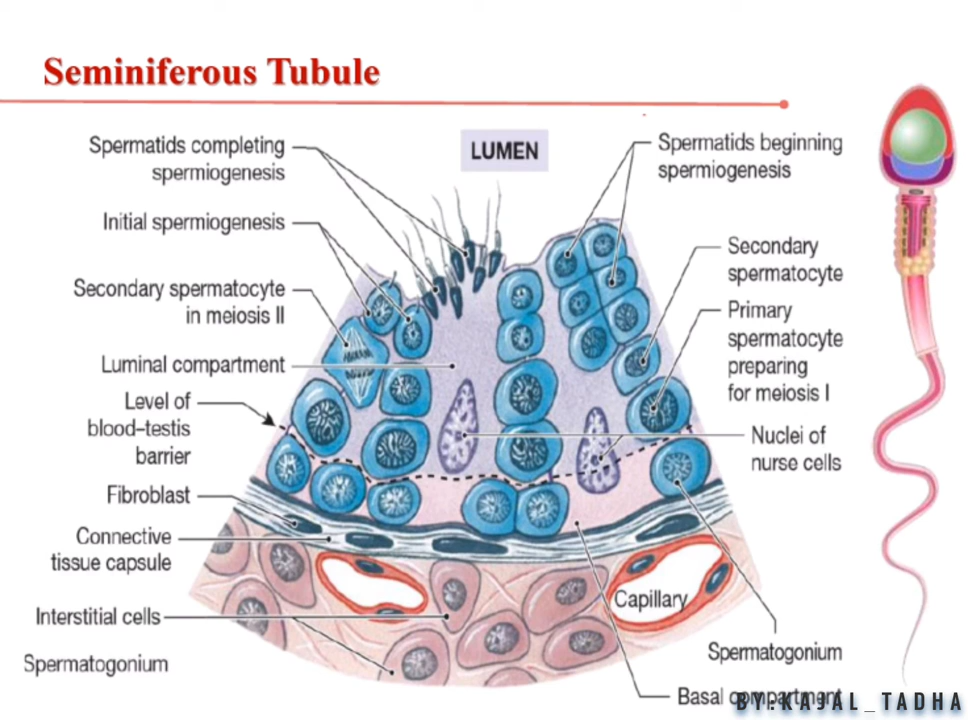 Seminiferous Tubule
Spermatids completing
spermiogenesis
LUMEN
Spermatids beginning
spermiogenesis
Initial spermiogenesis
Secondary
spermatocyte
Secondary spermatocyte
in meiosis II
Primary
spermatocyte
preparing
for meiosis I
Luminal compartment
Level of
blood–testis
barrier
Nuclei of
nurse cells
Fibroblast
Connective
tissue capsule
Capillary
Interstitial cells
Spermatogonium
Spermatogonium
Basal compartment
BY:KAJAL_TADHA